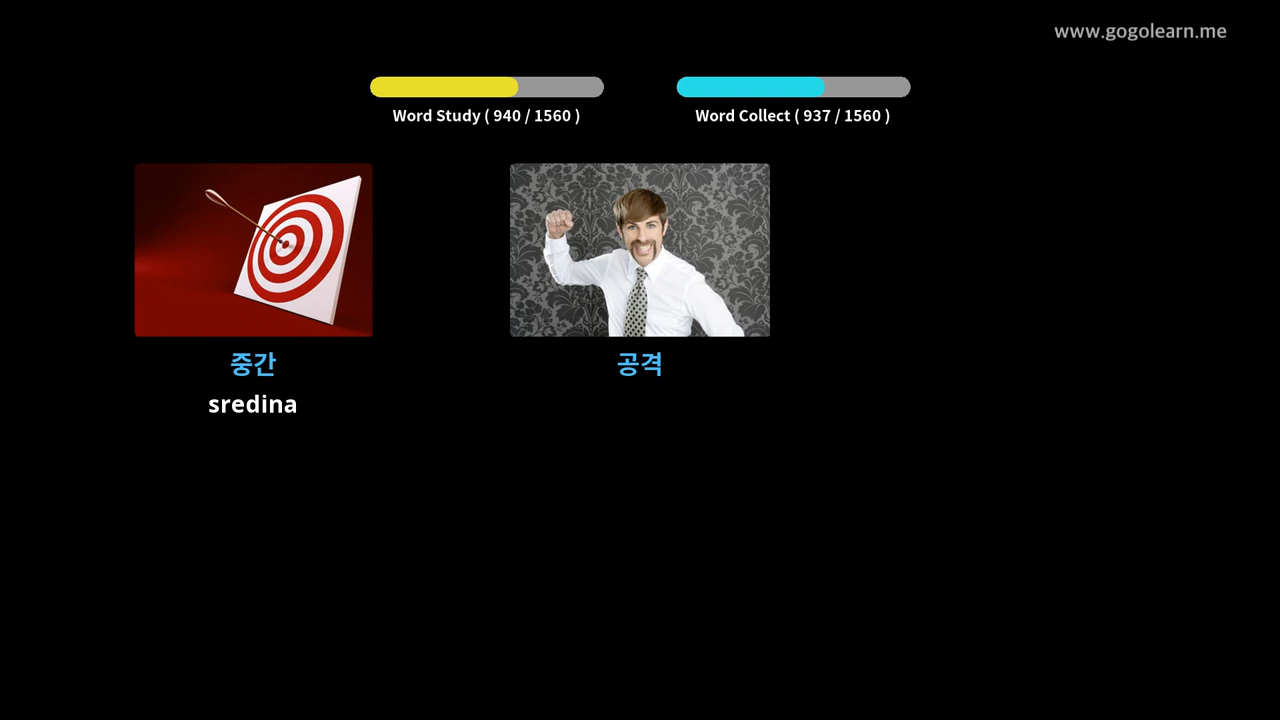 www.gogolearn.me
Word Study ( 940 / 1560 )
Word Collect ( 937 / 1560 )
중간
공격
sredina